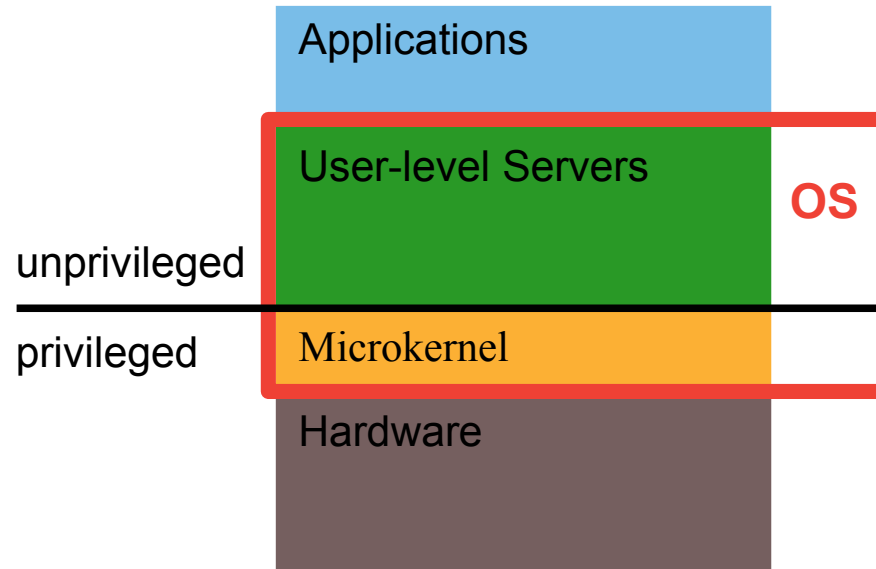 Applications
User-level Servers
OS
unprivileged
privileged
Microkernel
Hardware